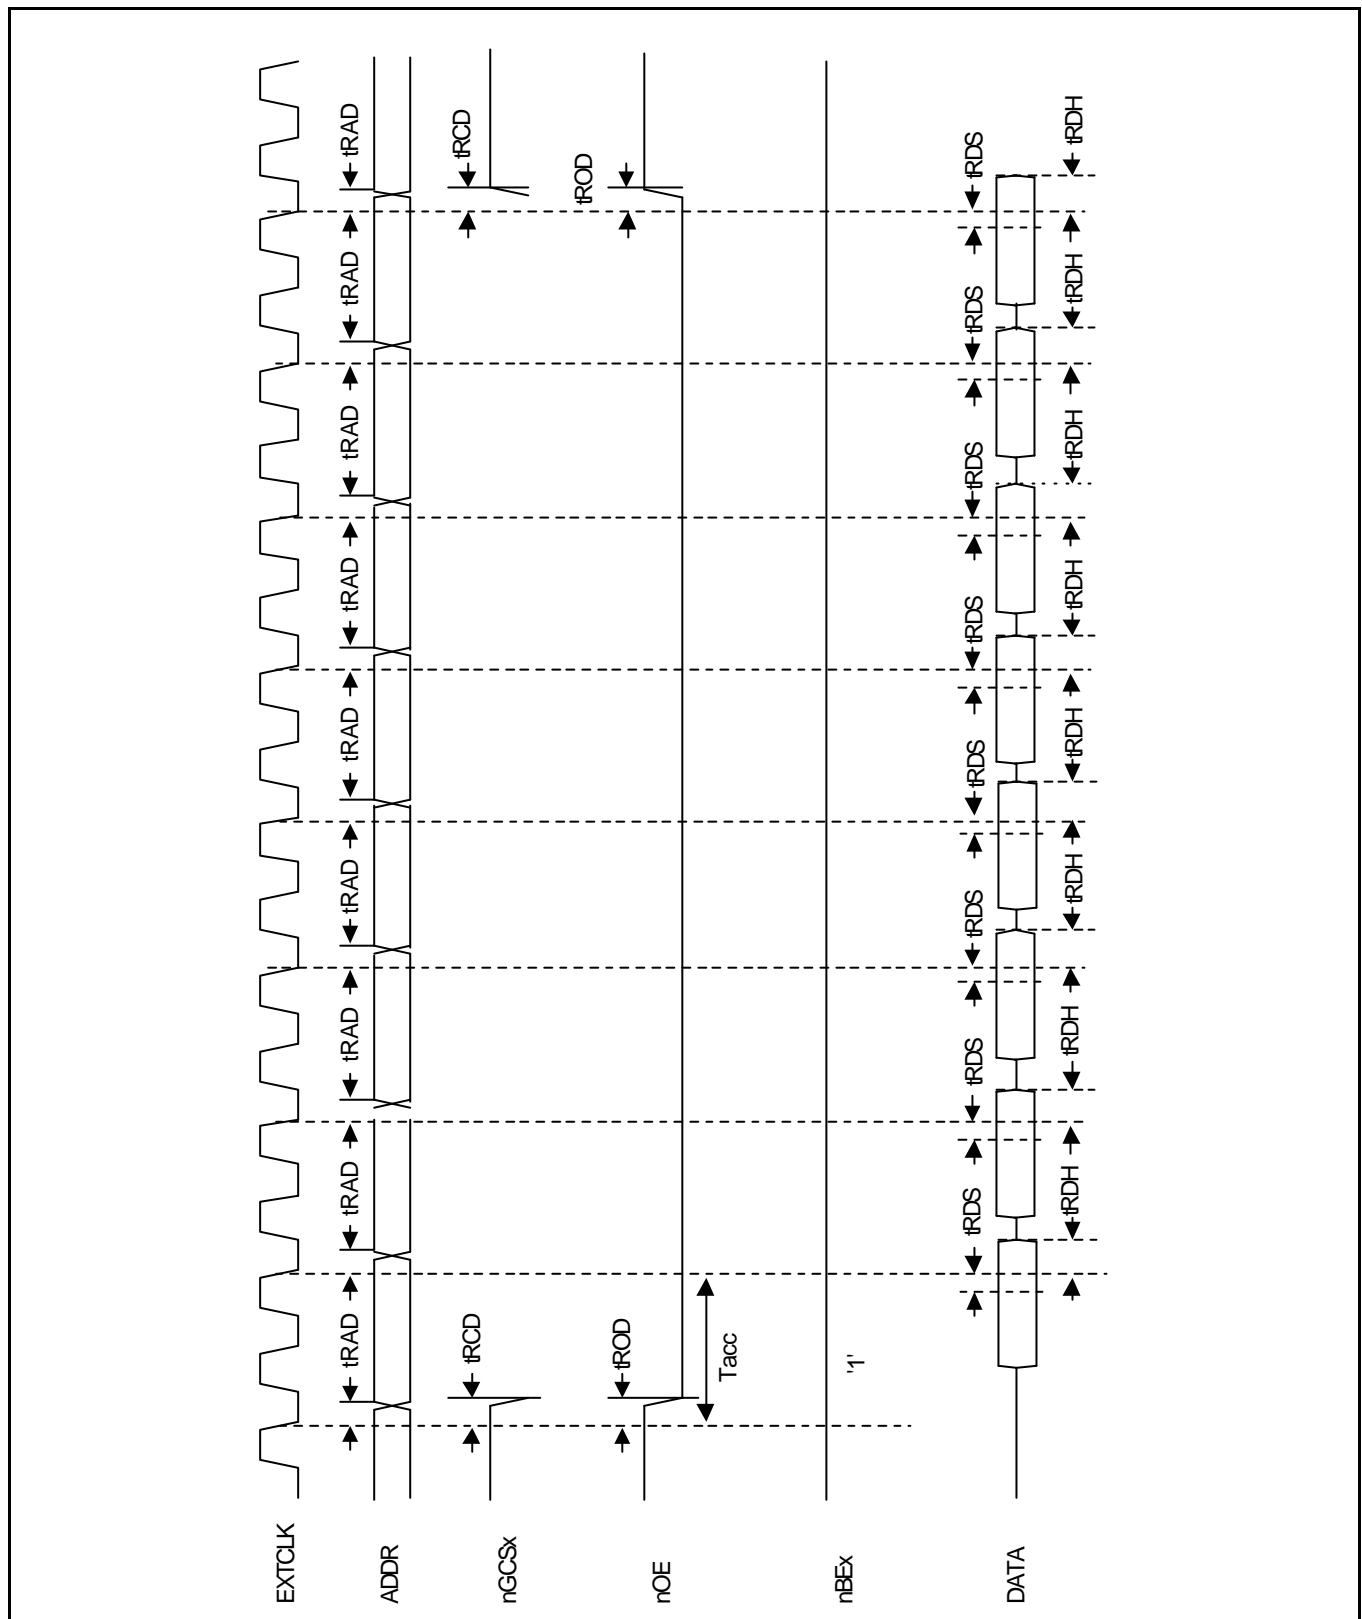 EXTCLK
ADDR tRAD tRAD tRAD tRAD tRAD tRAD tRAD tRAD tRAD
nGCSx tRCD tRCD
nOE tROD tROD
Tacc
nBEx '1'
tRDS tRDS tRDS tRDS tRDS tRDS tRDS tRDS
DATA
tRDH tRDH tRDH tRDH tRDH tRDH tRDH tRDH